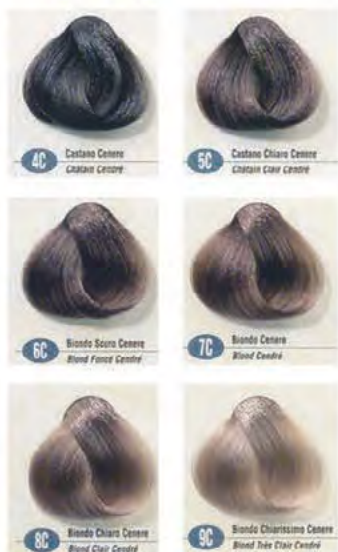 4C
Castano Cenere
Châtain Cendré
5C
Castano Chiaro Cenere
Châtain Clair Cendré
6C
Biondo Scuro Cenere
Blond Foncé Cendré
7C
Biondo Cenere
Blond Cendré
8C
Biondo Chiaro Cenere
Blond Clair Cendré
9C
Biondo Chiarissimo Cenere
Blond Très Clair Cendré